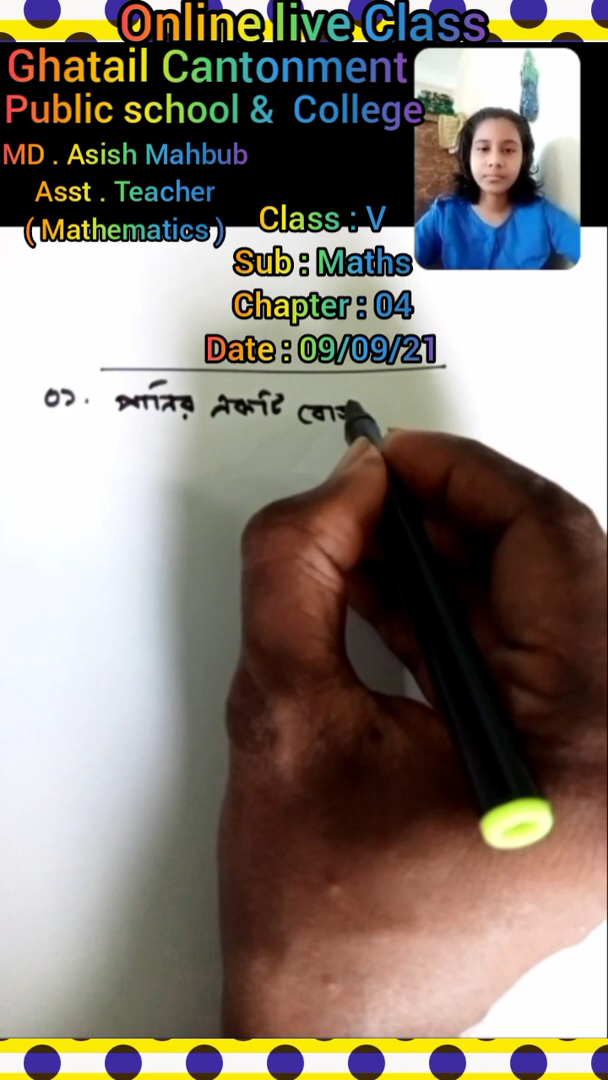 Online live Class
Ghatail Cantonment
Public school & College
MD . Asish Mahbub
Asst . Teacher
( Mathematics )
Class : V
Sub : Maths
Chapter : 04
Date : 09/09/21
০১. পানির একটি